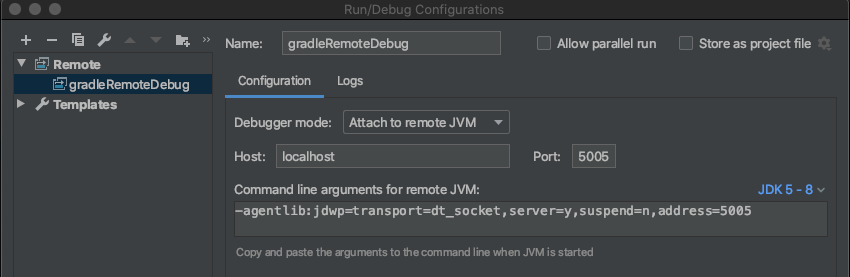 Run/Debug Configurations
Name: gradleRemoteDebug Allow parallel run Store as project file
Remote
gradleRemoteDebug
Templates
Configuration Logs
Debugger mode: Attach to remote JVM
Host: localhost Port: 5005
Command line arguments for remote JVM: JDK 5 - 8
-agentlib:jdwp=transport=dt_socket,server=y,suspend=n,address=5005
Copy and paste the arguments to the command line when JVM is started